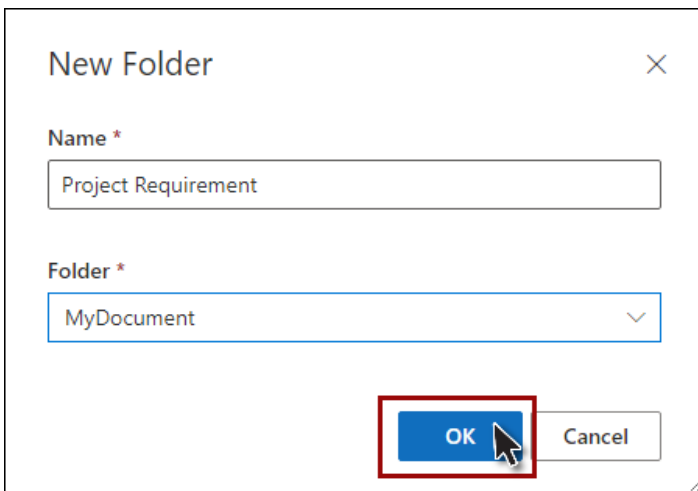 New Folder
Name *
Project Requirement
Folder *
MyDocument
OK Cancel